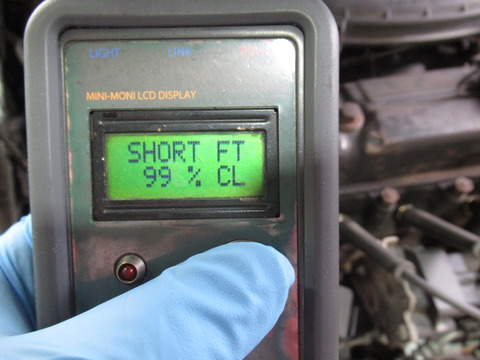 LIGHT LINK
MINI-MONI LCD DISPLAY
SHORT FT
99 % CL